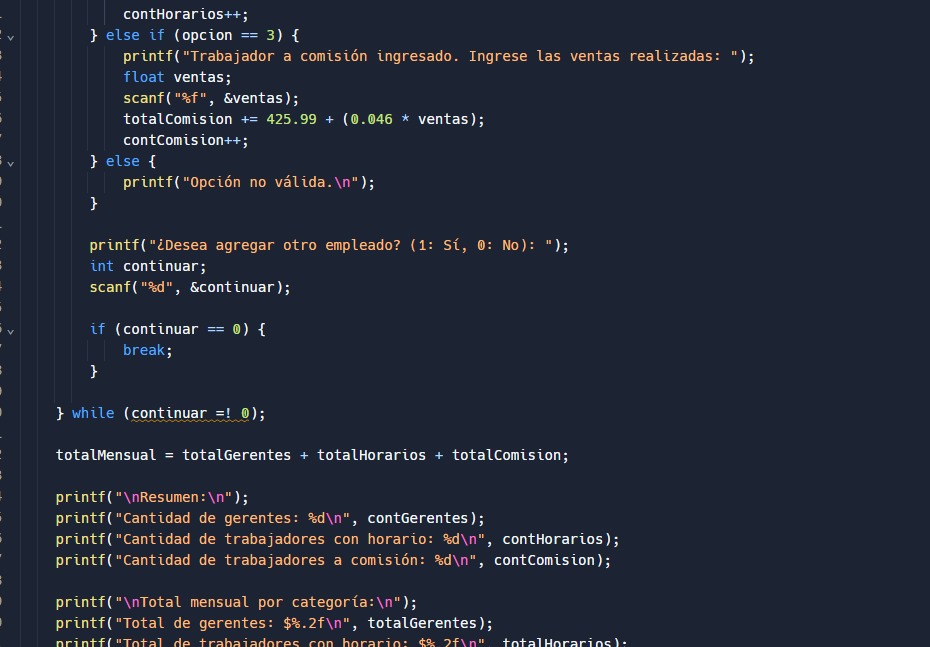 contHorarios++;
} else if (opcion == 3) {
printf("Trabajador a comisión ingresado. Ingrese las ventas realizadas: ");
float ventas;
scanf("%f", &ventas);
totalComision += 425.99 + (0.046 * ventas);
contComision++;
} else {
printf("Opción no válida.\n");
}
printf("¿Desea agregar otro empleado? (1: Sí, 0: No): ");
int continuar;
scanf("%d", &continuar);
if (continuar == 0) {
break;
}
} while (continuar =! 0);
totalMensual = totalGerentes + totalHorarios + totalComision;
printf("\nResumen:\n");
printf("Cantidad de gerentes: %d\n", contGerentes);
printf("Cantidad de trabajadores con horario: %d\n", contHorarios);
printf("Cantidad de trabajadores a comisión: %d\n", contComision);
printf("\nTotal mensual por categoría:\n");
printf("Total de gerentes: $%.2f\n", totalGerentes);
printf("Total de trabajadores con horario: $%.2f\n", totalHorarios);